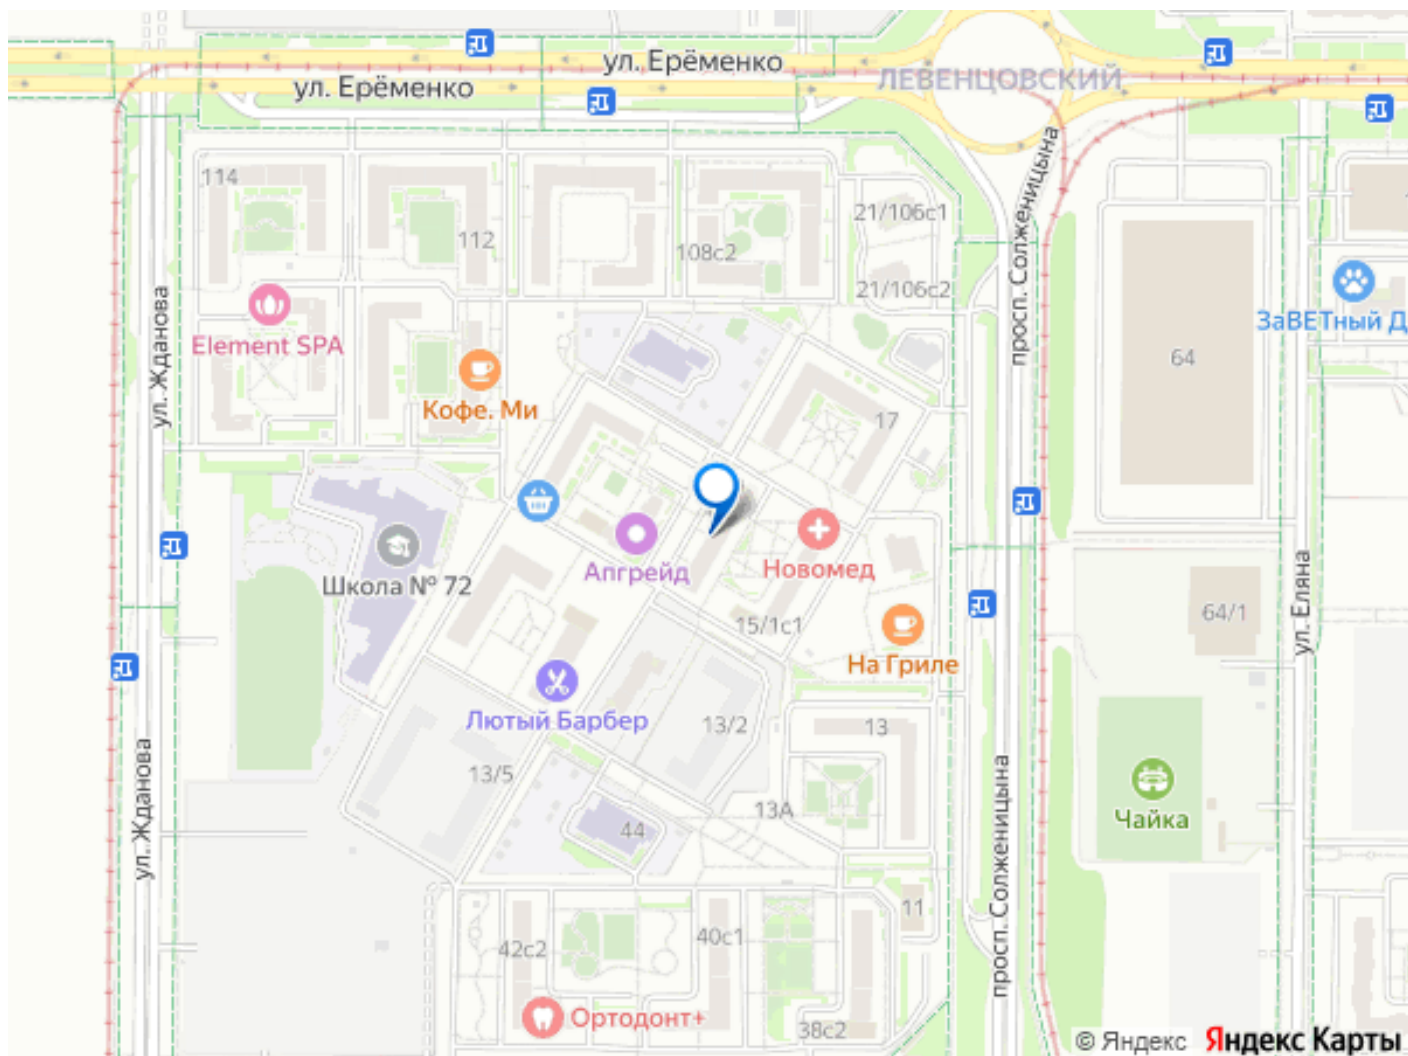 ул. Ерёменко
ул. Ерёменко
ЛЕВЕНЦОВСКИЙ
114
112
108с2
21/106с1
21/106с2
просп. Солженицына
64
ЗаВЕТный Д
Element SPA
ул. Жданова
Кофе. Ми
17
Школа № 72
Апгрейд
Новомед
15/1с1
На Гриле
64/1
ул. Еляна
Лютый Барбер
13/2
13
13/5
13А
44
Чайка
ул. Жданова
просп. Солженицына
11
42с2
40с1
38с2
Ортодонт+
© Яндекс Яндекс Карты